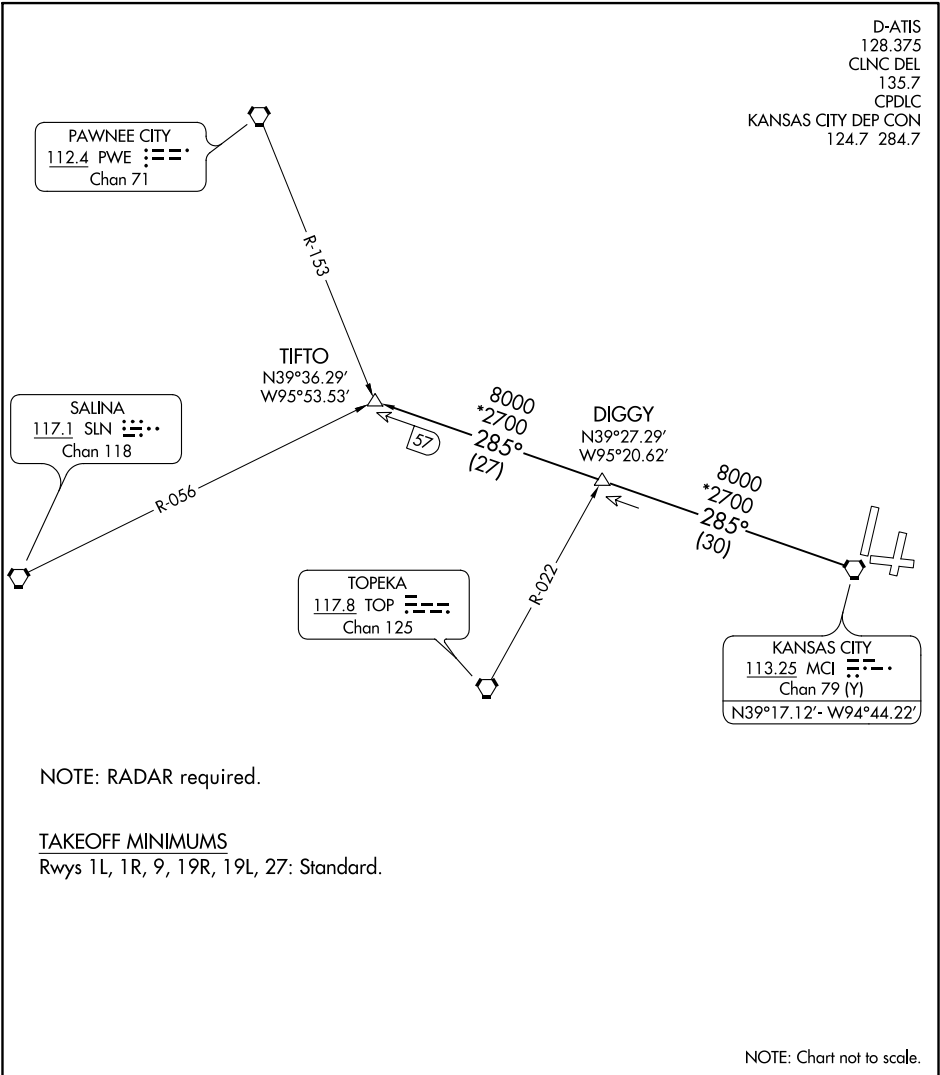 D-ATIS
128.375
CLNC DEL
135.7
CPDLC
KANSAS CITY DEP CON
124.7 284.7
PAWNEE CITY
112.4 PWE
Chan 71
R-153
TIFTO
N39°36.29'
W95°53.53'
SALINA
117.1 SLN
Chan 118
R-056
57
8000
*2700
285°
(27)
DIGGY
N39°27.29'
W95°20.62'
8000
*2700
285°
(30)
TOPEKA
117.8 TOP
Chan 125
R-022
KANSAS CITY
113.25 MCI
Chan 79 (Y)
N39°17.12'- W94°44.22'
NOTE: RADAR required.
TAKEOFF MINIMUMS
Rwys 1L, 1R, 9, 19R, 19L, 27: Standard.
NOTE: Chart not to scale.